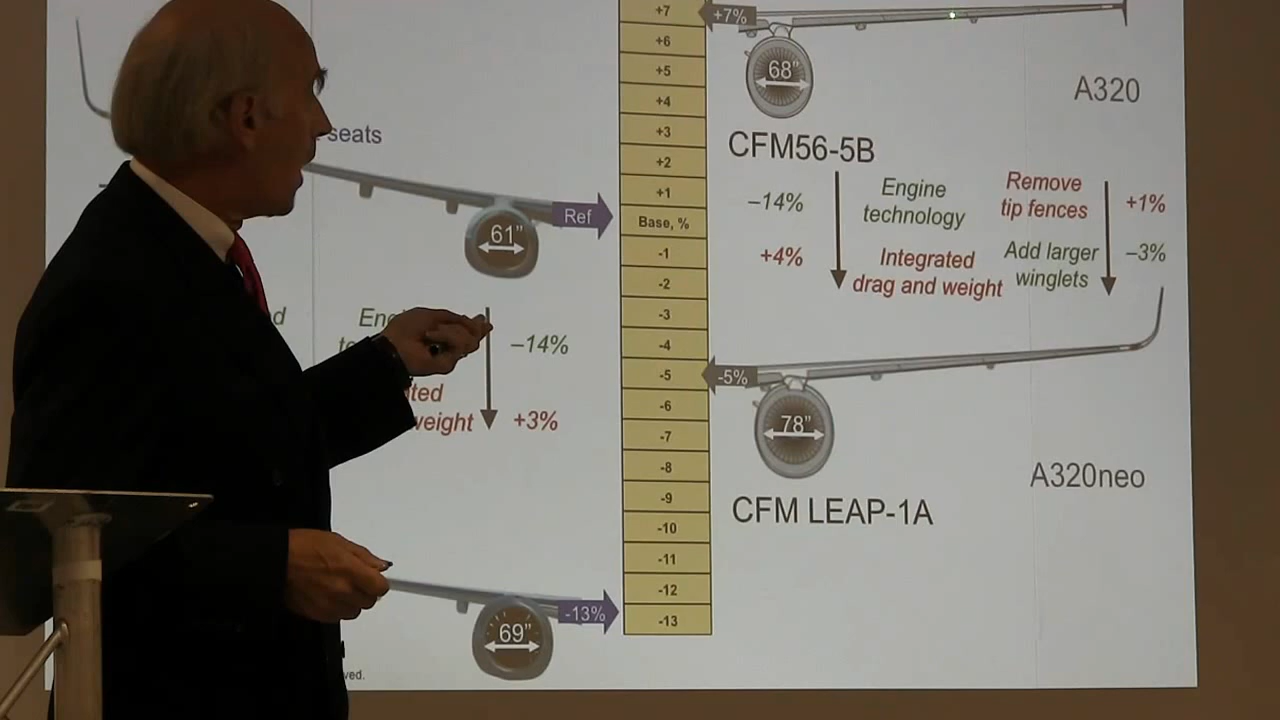 seats
Ref
61”
–14%
+3%
weight
69”
-13%
+7
+6
+5
+4
+3
+2
+1
Base, %
-1
-2
-3
-4
-5
-6
-7
-8
-9
-10
-11
-12
-13
+7%
68”
A320
CFM56-5B
–14%
Engine
technology
Remove
tip fences
+1%
+4%
Integrated
drag and weight
Add larger
winglets
–3%
-5%
78”
A320neo
CFM LEAP-1A